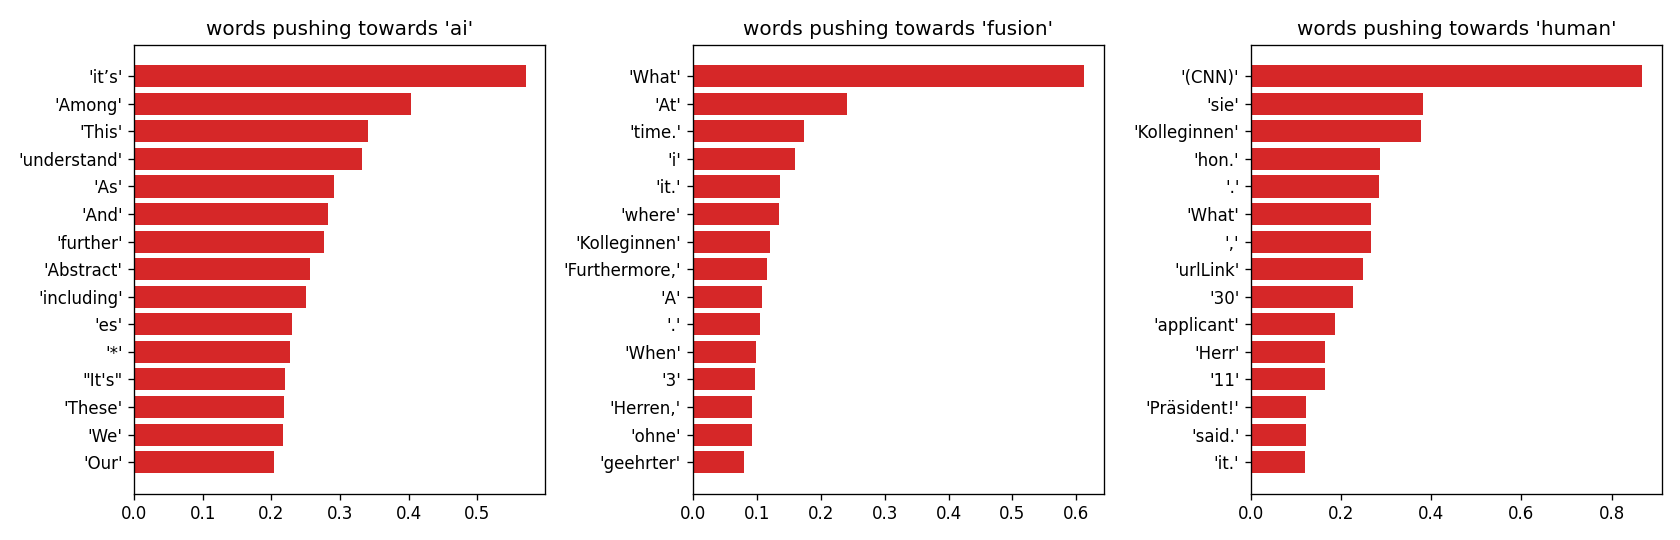 words pushing towards 'ai'
'it’s'
'Among'
'This'
'understand'
'As'
'And'
'further'
'Abstract'
'including'
'es'
'*'
"It's"
'These'
'We'
'Our'
0.0 0.1 0.2 0.3 0.4 0.5
words pushing towards 'fusion'
'What'
'At'
'time.'
'i'
'it.'
'where'
'Kolleginnen'
'Furthermore,'
'A'
'.'
'When'
'3'
'Herren,'
'ohne'
'geehrter'
0.0 0.1 0.2 0.3 0.4 0.5 0.6
words pushing towards 'human'
'(CNN)'
'sie'
'Kolleginnen'
'hon.'
'.'
'What'
','
'urlLink'
'30'
'applicant'
'Herr'
'11'
'Präsident!'
'said.'
'it.'
0.0 0.2 0.4 0.6 0.8